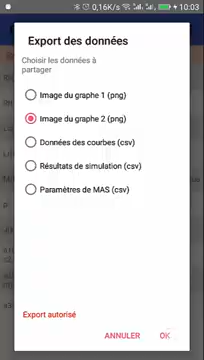 0,16K/s 10:03
Export des données
Choisir les données à
partager
Image du graphe 1 (png)
Image du graphe 2 (png)
Données des courbes (csv)
Résultats de simulation (csv)
Paramètres de MAS (csv)
Export autorisé
ANNULER OK